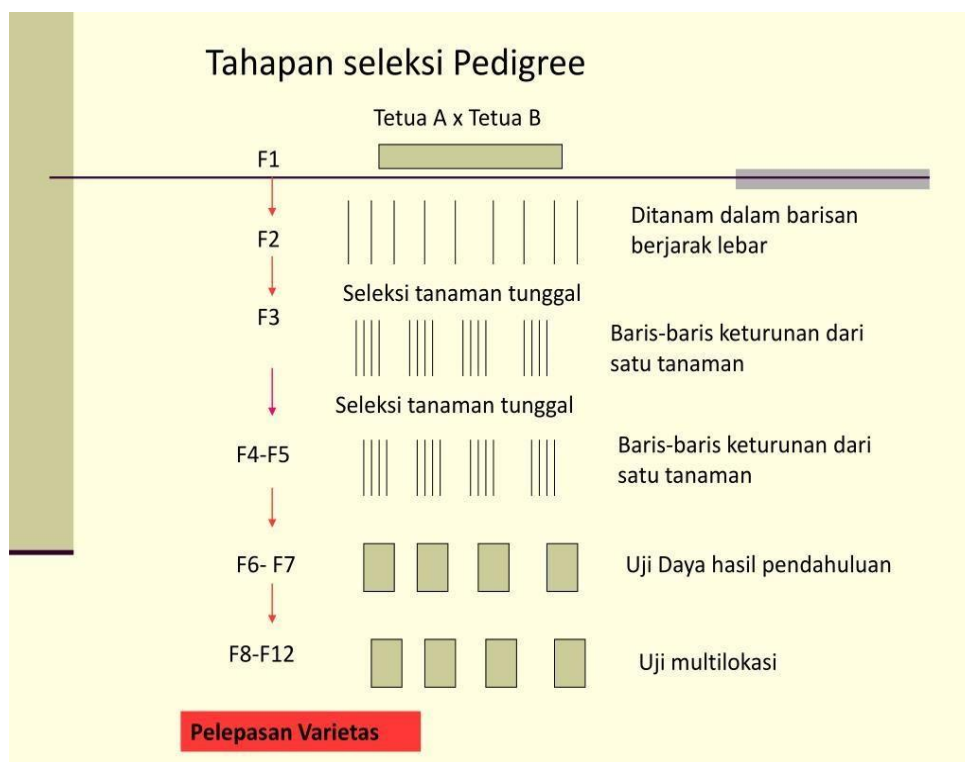 Tahapan seleksi Pedigree
Tetua A x Tetua B
F1
F2
Ditanam dalam barisan
berjarak lebar
Seleksi tanaman tunggal
F3
Baris-baris keturunan dari
satu tanaman
Seleksi tanaman tunggal
F4-F5
Baris-baris keturunan dari
satu tanaman
F6- F7
Uji Daya hasil pendahuluan
F8-F12
Uji multilokasi
Pelepasan Varietas